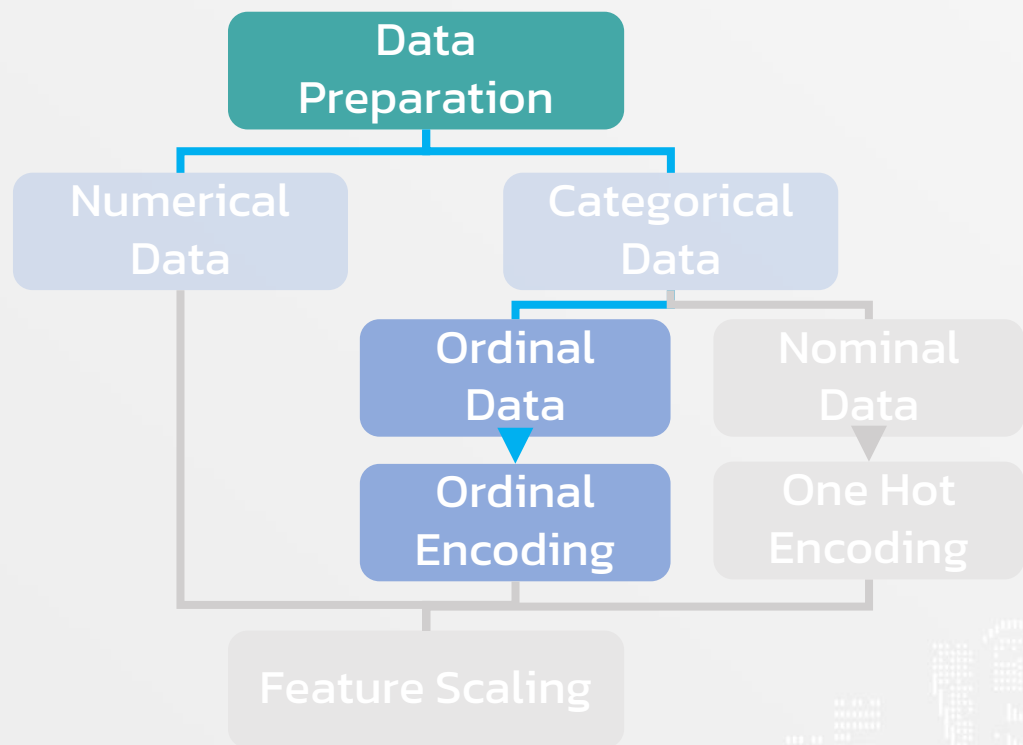 Data
Preparation
Numerical
Data
Categorical
Data
Ordinal
Data
Nominal
Data
Ordinal
Encoding
One Hot
Encoding
Feature Scaling